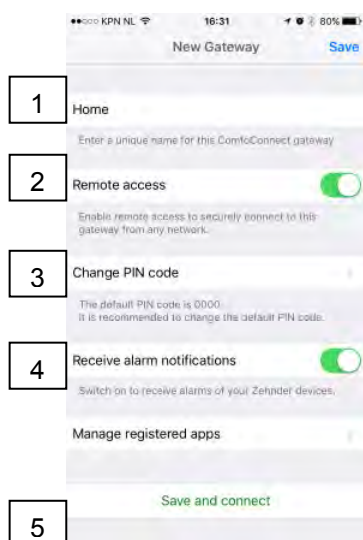 KPN NL 16:31 80%
New Gateway Save
1
Home
Enter a unique name for this ComfoConnect gateway
2
Remote access
Enable remote access to securely connect to this
gateway from any network.
3
Change PIN code
The default PIN code is 0000.
It is recommended to change the default PIN code.
4
Receive alarm notifications
Switch on to receive alarms of your Zehnder devices.
Manage registered apps
Save and connect
5